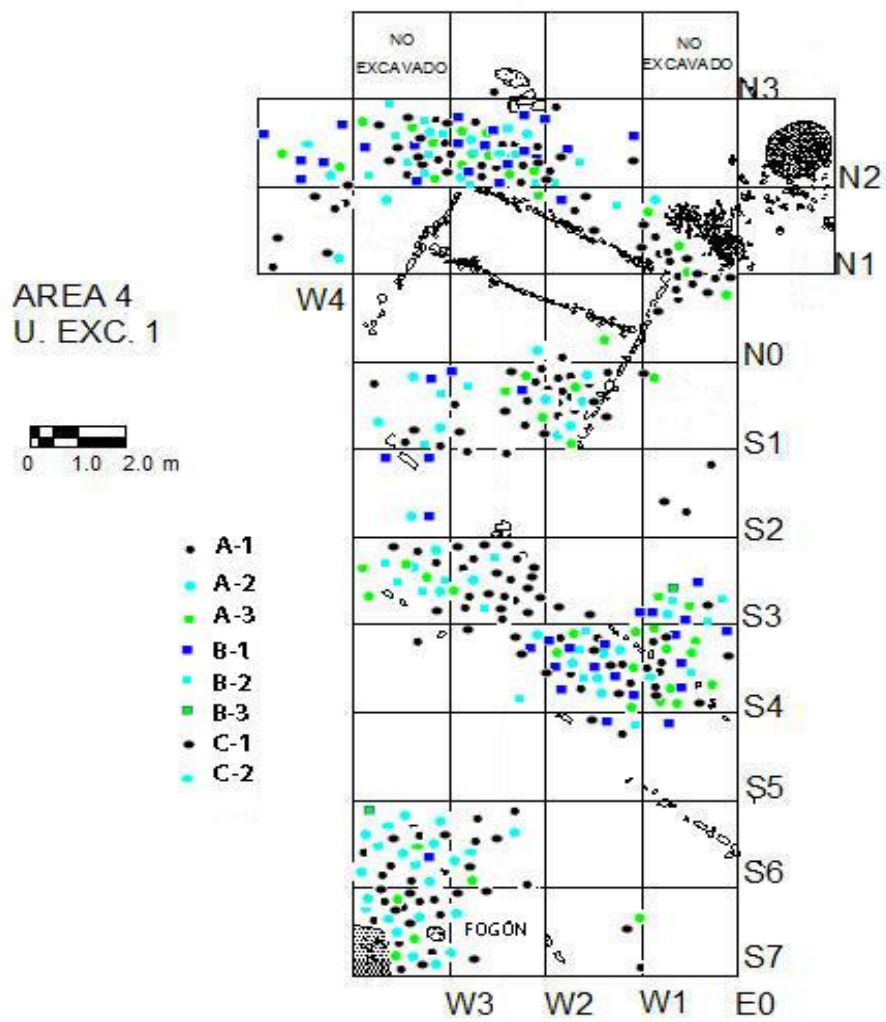 NO
EXCAVADO
NO
EXCAVADO
N3
N2
N1
W4
AREA 4
U. EXC. 1
N0
0 1.0 2.0 m
S1
S2
A-1
A-2
A-3
B-1
B-2
B-3
C-1
C-2
S3
S4
S5
S6
FOGÓN
S7
W3 W2 W1 E0